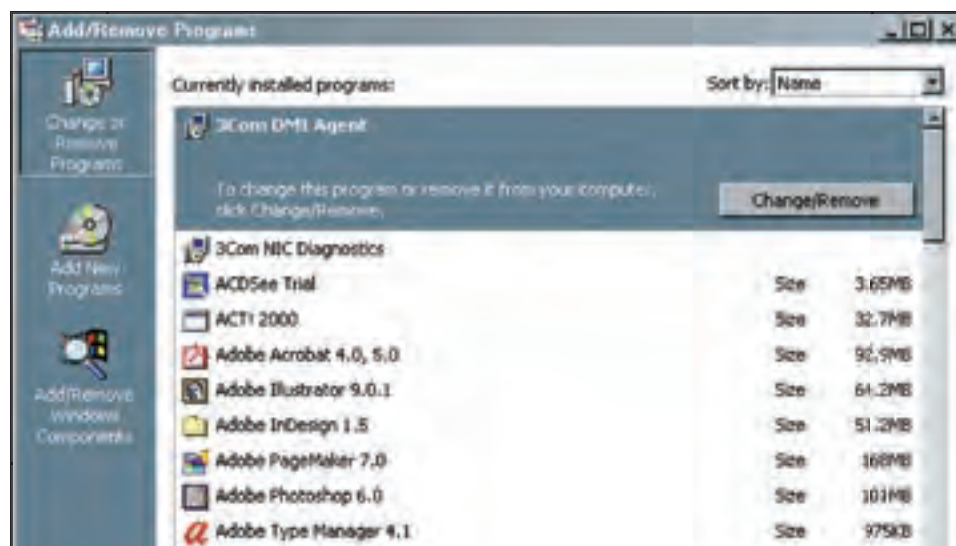 Add/Remove Programs
Change or
Remove
Programs
Add New
Programs
Add/Remove
Windows
Components
Currently installed programs:
Sort by: Name
3Com DMI Agent
To change this program or remove it from your computer,
click Change/Remove.
Change/Remove
3Com NIC Diagnostics
ACDSee Trial Size 3.65MB
ACT! 2000 Size 32.7MB
Adobe Acrobat 4.0, 5.0 Size 92.9MB
Adobe Illustrator 9.0.1 Size 64.2MB
Adobe InDesign 1.5 Size 51.2MB
Adobe PageMaker 7.0 Size 168MB
Adobe Photoshop 6.0 Size 101MB
Adobe Type Manager 4.1 Size 975KB